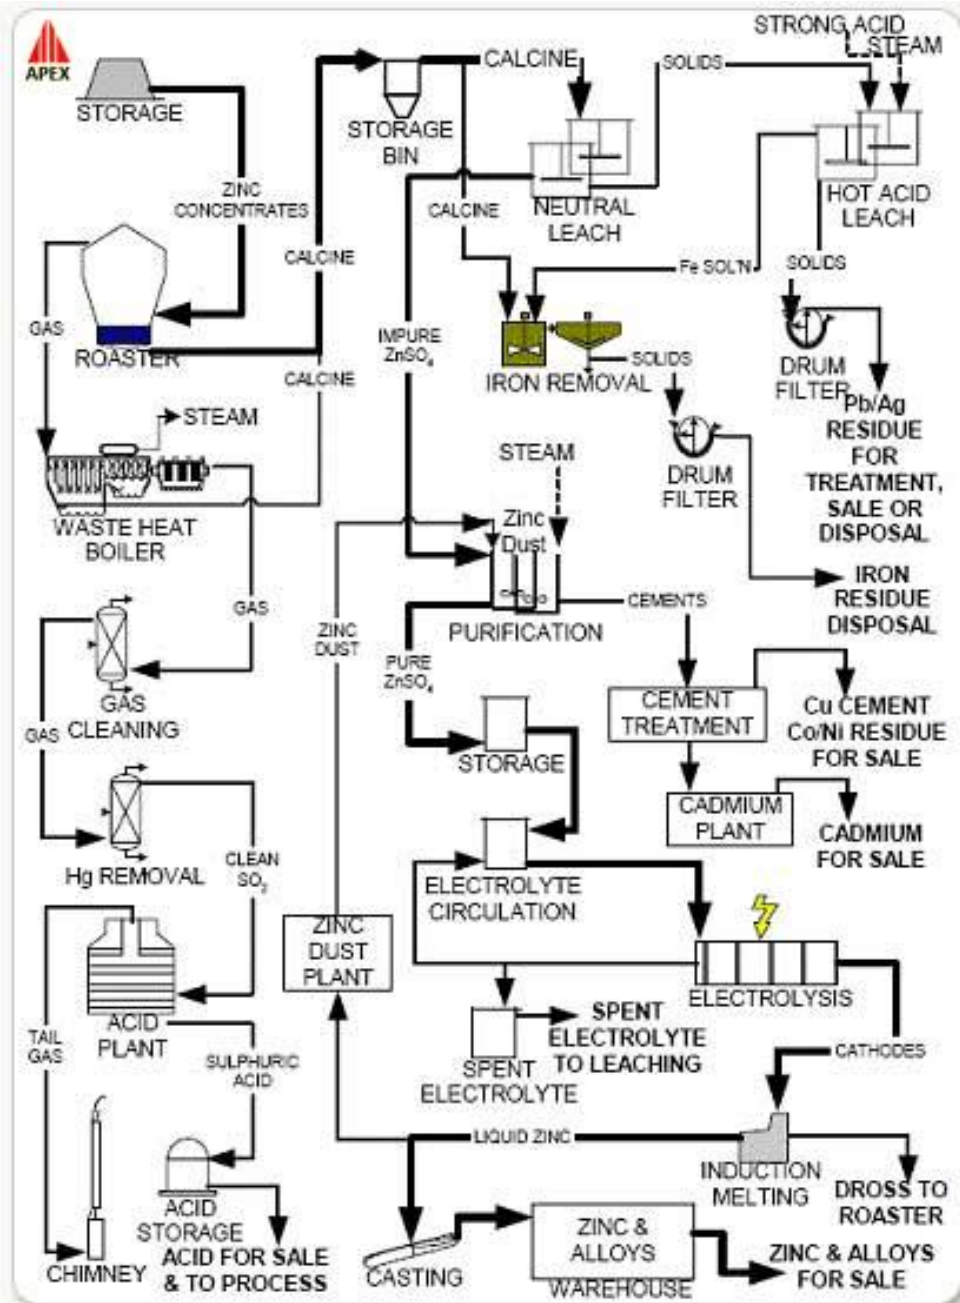 APEX
STORAGE
ZINC
CONCENTRATES
ROASTER
GAS
CALCINE
CALCINE
STORAGE
BIN
CALCINE
CALCINE
NEUTRAL
LEACH
SOLIDS
STRONG ACID
STEAM
HOT ACID
LEACH
Fe SOL'N
SOLIDS
DRUM
FILTER
Pb/Ag
RESIDUE
FOR
TREATMENT,
SALE OR
DISPOSAL
IMPURE
ZnSO₄
IRON REMOVAL
SOLIDS
DRUM
FILTER
IRON
RESIDUE
DISPOSAL
STEAM
WASTE HEAT
BOILER
GAS
GAS
CLEANING
GAS
Hg REMOVAL
CLEAN
SO₂
ACID
PLANT
TAIL
GAS
SULPHURIC
ACID
CHIMNEY
ACID
STORAGE
ACID FOR SALE
& TO PROCESS
STEAM
Zinc
Dust
PURIFICATION
ZINC
DUST
PURE
ZnSO₄
CEMENTS
CEMENT
TREATMENT
Cu CEMENT
Co/Ni RESIDUE
FOR SALE
CADMIUM
PLANT
CADMIUM
FOR SALE
STORAGE
ELECTROLYTE
CIRCULATION
ZINC
DUST
PLANT
ELECTROLYSIS
SPENT
ELECTROLYTE
SPENT
ELECTROLYTE
TO LEACHING
CATHODES
INDUCTION
MELTING
DROSS TO
ROASTER
LIQUID ZINC
CASTING
ZINC &
ALLOYS
WAREHOUSE
ZINC & ALLOYS
FOR SALE